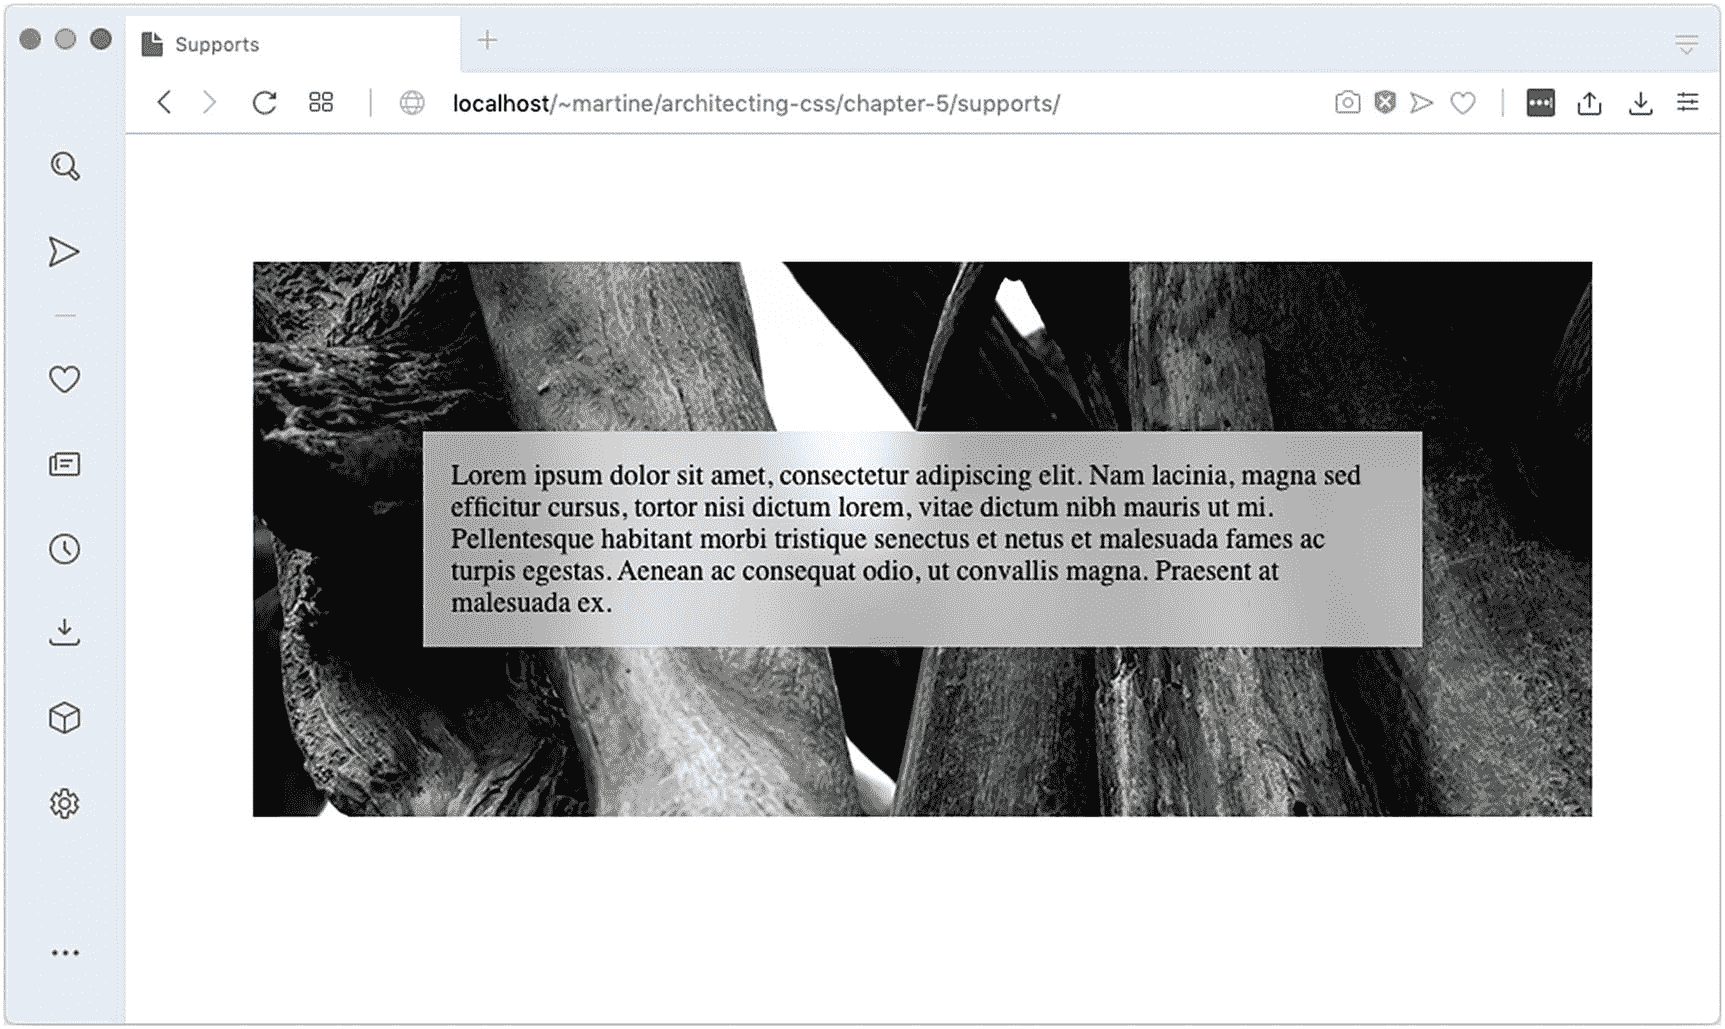 Supports
localhost/~martine/architecting-css/chapter-5/supports/
Lorem ipsum dolor sit amet, consectetur adipiscing elit. Nam lacinia, magna sed
efficitur cursus, tortor nisi dictum lorem, vitae dictum nibh mauris ut mi.
Pellentesque habitant morbi tristique senectus et netus et malesuada fames ac
turpis egestas. Aenean ac consequat odio, ut convallis magna. Praesent at
malesuada ex.